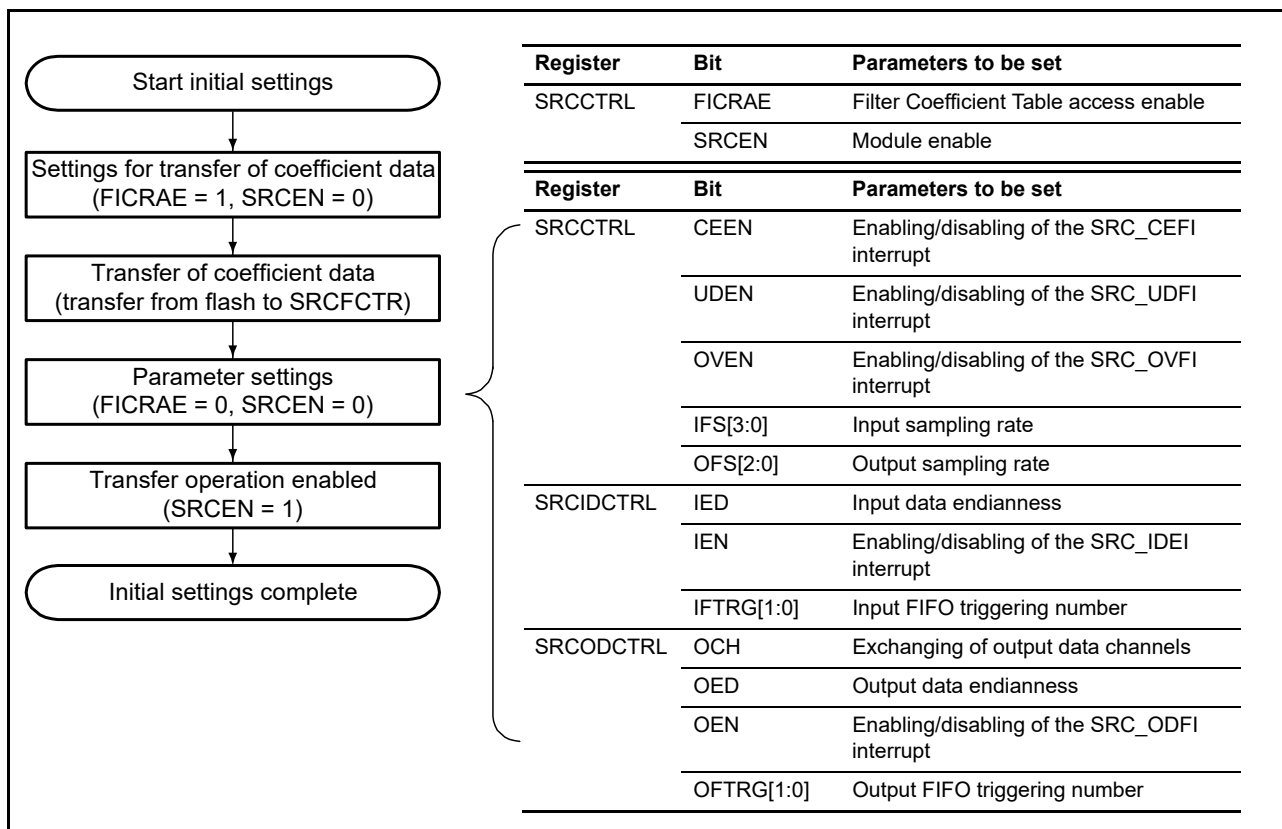 Start initial settings
Settings for transfer of coefficient data
(FICRAE = 1, SRCEN = 0)
Transfer of coefficient data
(transfer from flash to SRCFCTR)
Parameter settings
(FICRAE = 0, SRCEN = 0)
Transfer operation enabled
(SRCEN = 1)
Initial settings complete
Register Bit Parameters to be set
SRCCTRL FICRAE Filter Coefficient Table access enable
SRCEN Module enable
Register Bit Parameters to be set
SRCCTRL CEEN Enabling/disabling of the SRC_CEFI
interrupt
UDEN Enabling/disabling of the SRC_UDFI
interrupt
OVEN Enabling/disabling of the SRC_OVFI
interrupt
IFS[3:0] Input sampling rate
OFS[2:0] Output sampling rate
SRCIDCTRL IED Input data endianness
IEN Enabling/disabling of the SRC_IDEI
interrupt
IFTRG[1:0] Input FIFO triggering number
SRCODCTRL OCH Exchanging of output data channels
OED Output data endianness
OEN Enabling/disabling of the SRC_ODFI
interrupt
OFTRG[1:0] Output FIFO triggering number